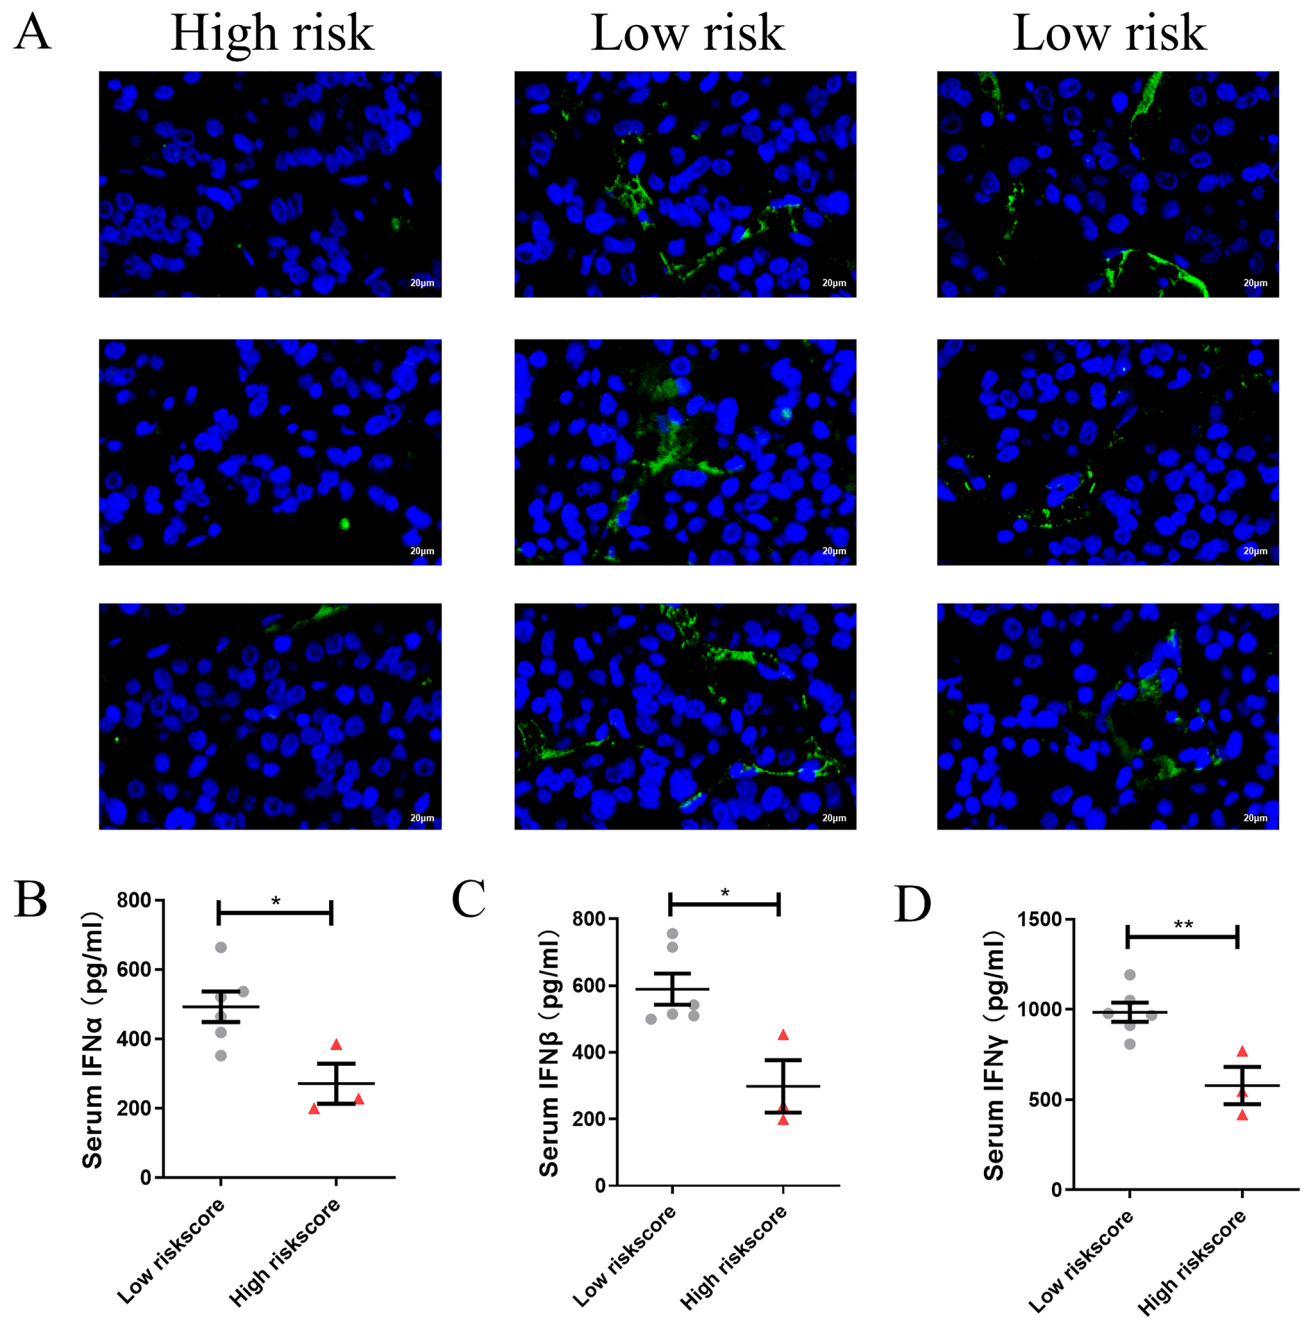 A
High risk
Low risk
Low risk
20μm
20μm
20μm
20μm
20μm
20μm
20μm
20μm
20μm
B
Serum IFNα (pg/ml)
800
600
400
200
0
*
Low riskscore
High riskscore
C
Serum IFNβ (pg/ml)
800
600
400
200
0
*
Low riskscore
High riskscore
D
Serum IFNγ (pg/ml)
1500
1000
500
0
**
Low riskscore
High riskscore